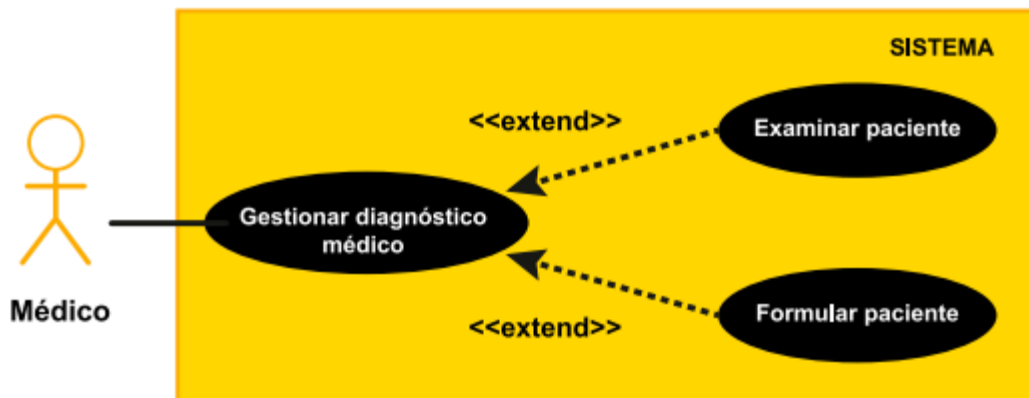 SISTEMA
<<extend>>
Examinar paciente
Gestionar diagnóstico
médico
Médico
<<extend>>
Formular paciente